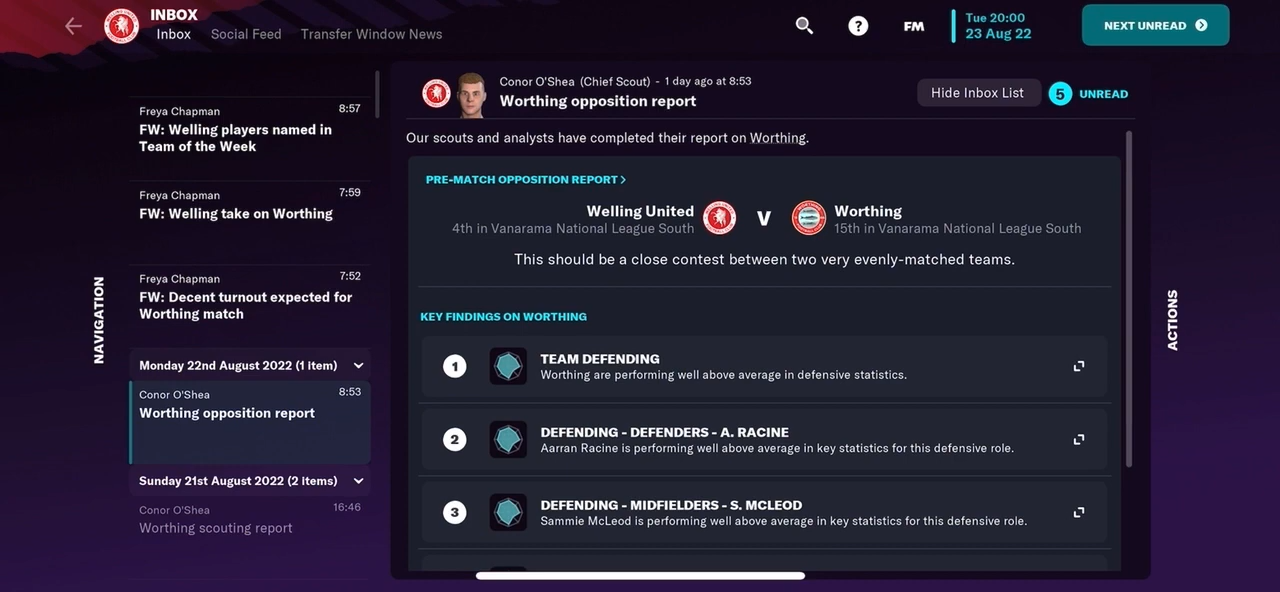 INBOX
Inbox Social Feed Transfer Window News
?
FM
Tue 20:00
23 Aug 22
NEXT UNREAD
NAVIGATION
Freya Chapman 8:57
FW: Welling players named in
Team of the Week
Freya Chapman 7:59
FW: Welling take on Worthing
Freya Chapman 7:52
FW: Decent turnout expected for
Worthing match
Monday 22nd August 2022 (1 item)
Conor O'Shea 8:53
Worthing opposition report
Sunday 21st August 2022 (2 items)
Conor O'Shea 16:46
Worthing scouting report
Conor O'Shea (Chief Scout) - 1 day ago at 8:53
Worthing opposition report
Hide Inbox List
5 UNREAD
Our scouts and analysts have completed their report on Worthing.
PRE-MATCH OPPOSITION REPORT
Welling United V Worthing
4th in Vanarama National League South 15th in Vanarama National League South
This should be a close contest between two very evenly-matched teams.
KEY FINDINGS ON WORTHING
1 TEAM DEFENDING
Worthing are performing well above average in defensive statistics.
2 DEFENDING - DEFENDERS - A. RACINE
Aarran Racine is performing well above average in key statistics for this defensive role.
3 DEFENDING - MIDFIELDERS - S. MCLEOD
Sammie McLeod is performing well above average in key statistics for this defensive role.
ACTIONS